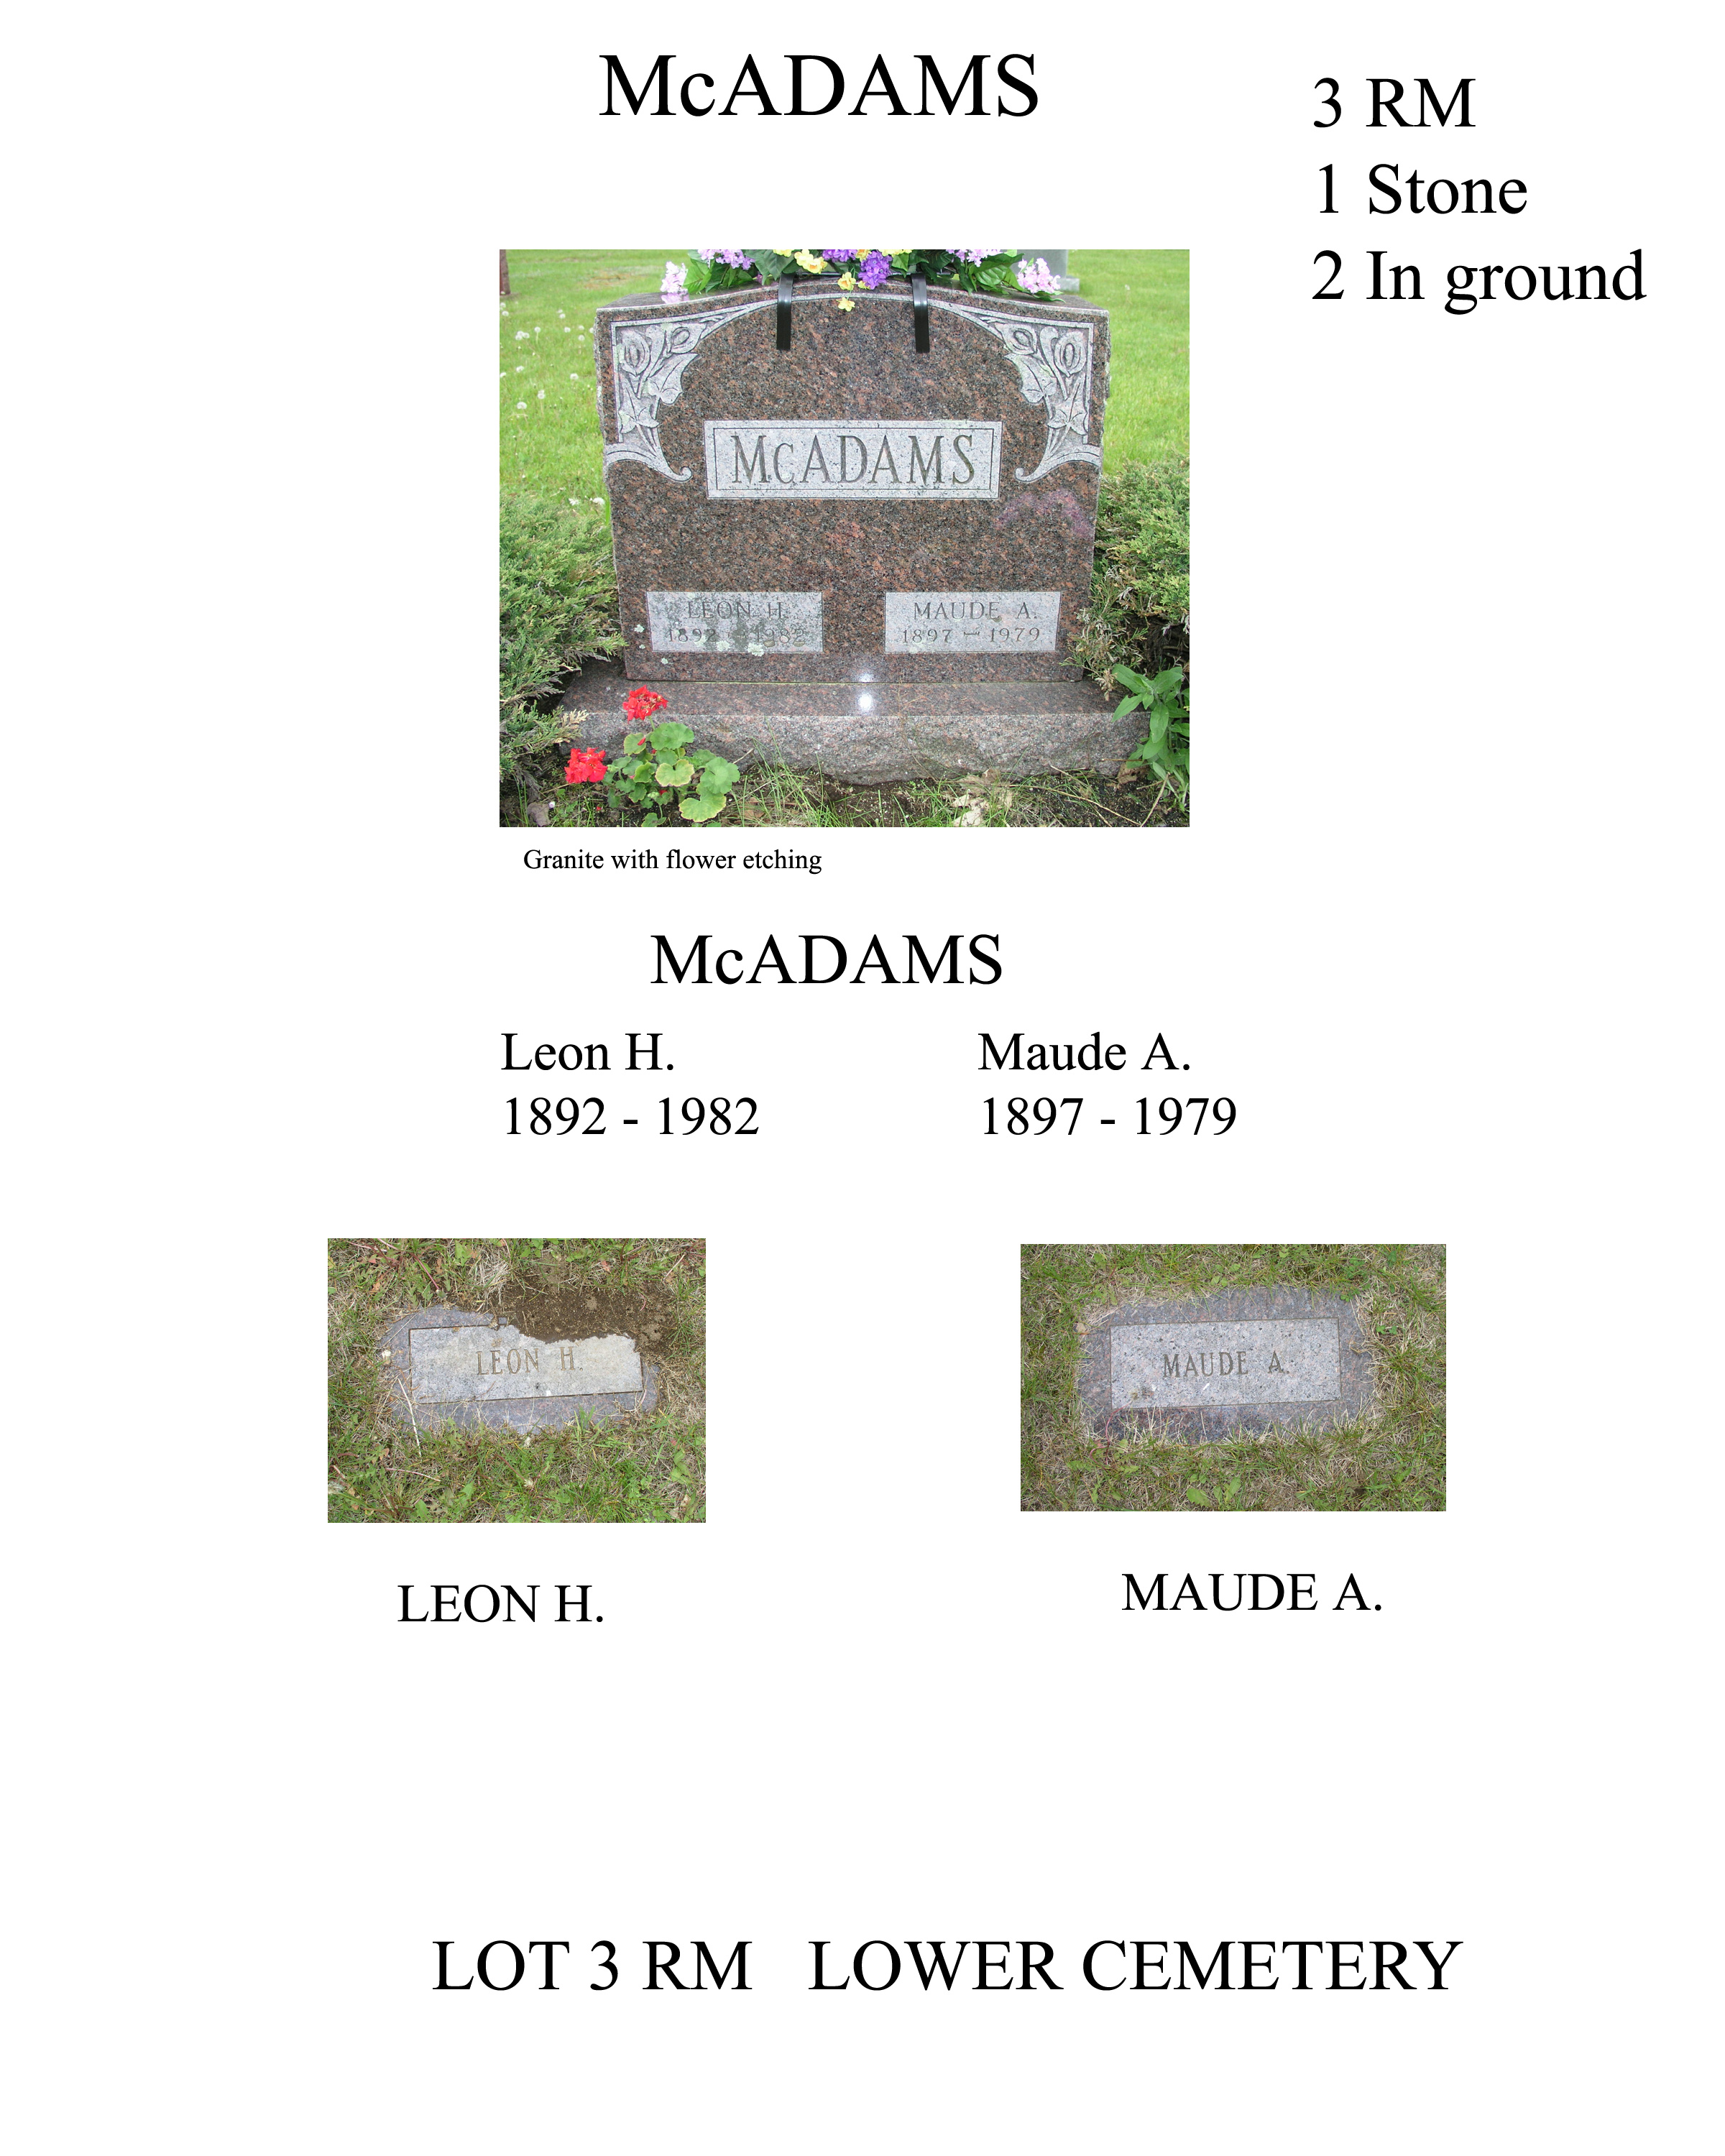 McADAMS
3 RM
1 Stone
2 In ground
McADAMS
LEON H. MAUDE A.
1892 - 1982 1897 - 1979
Granite with flower etching
McADAMS
Leon H. Maude A.
1892 - 1982 1897 - 1979
LEON H. MAUDE A.
LEON H. MAUDE A.
LOT 3 RM LOWER CEMETERY